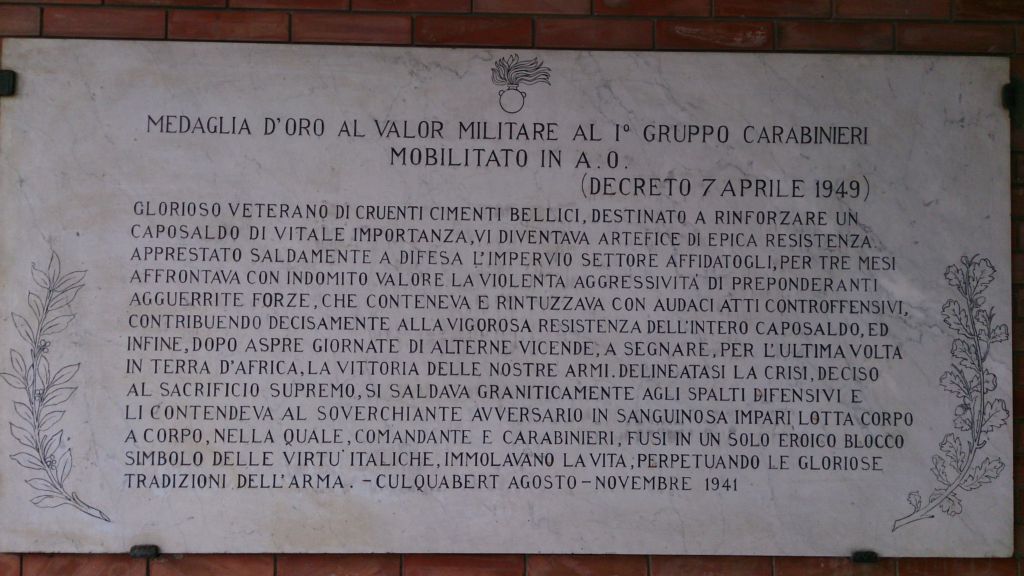 MEDAGLIA D'ORO AL VALOR MILITARE AL I° GRUPPO CARABINIERI
MOBILITATO IN A.O.
(DECRETO 7 APRILE 1949)
GLORIOSO VETERANO DI CRUENTI CIMENTI BELLICI, DESTINATO A RINFORZARE UN
CAPOSALDO DI VITALE IMPORTANZA, VI DIVENTAVA ARTEFICE DI EPICA RESISTENZA.
APPRESTATO SALDAMENTE A DIFESA L'IMPERVIO SETTORE AFFIDATOGLI, PER TRE MESI
AFFRONTAVA CON INDOMITO VALORE LA VIOLENTA AGGRESSIVITA' DI PREPONDERANTI
AGGUERRITE FORZE, CHE CONTENEVA E RINTUZZAVA CON AUDACI ATTI CONTROFFENSIVI,
CONTRIBUENDO DECISAMENTE ALLA VIGOROSA RESISTENZA DELL'INTERO CAPOSALDO, ED
INFINE, DOPO ASPRE GIORNATE DI ALTERNE VICENDE, A SEGNARE, PER L'ULTIMA VOLTA
IN TERRA D'AFRICA, LA VITTORIA DELLE NOSTRE ARMI. DELINEATASI LA CRISI, DECISO
AL SACRIFICIO SUPREMO, SI SALDAVA GRANITICAMENTE AGLI SPALTI DIFENSIVI E
LI CONTENDEVA AL SOVERCHIANTE AVVERSARIO IN SANGUINOSA IMPARI LOTTA CORPO
A CORPO, NELLA QUALE, COMANDANTE E CARABINIERI, FUSI IN UN SOLO EROICO BLOCCO
SIMBOLO DELLE VIRTU' ITALICHE, IMMOLAVANO LA VITA, PERPETUANDO LE GLORIOSE
TRADIZIONI DELL'ARMA. - CULQUABERT AGOSTO - NOVEMBRE 1941